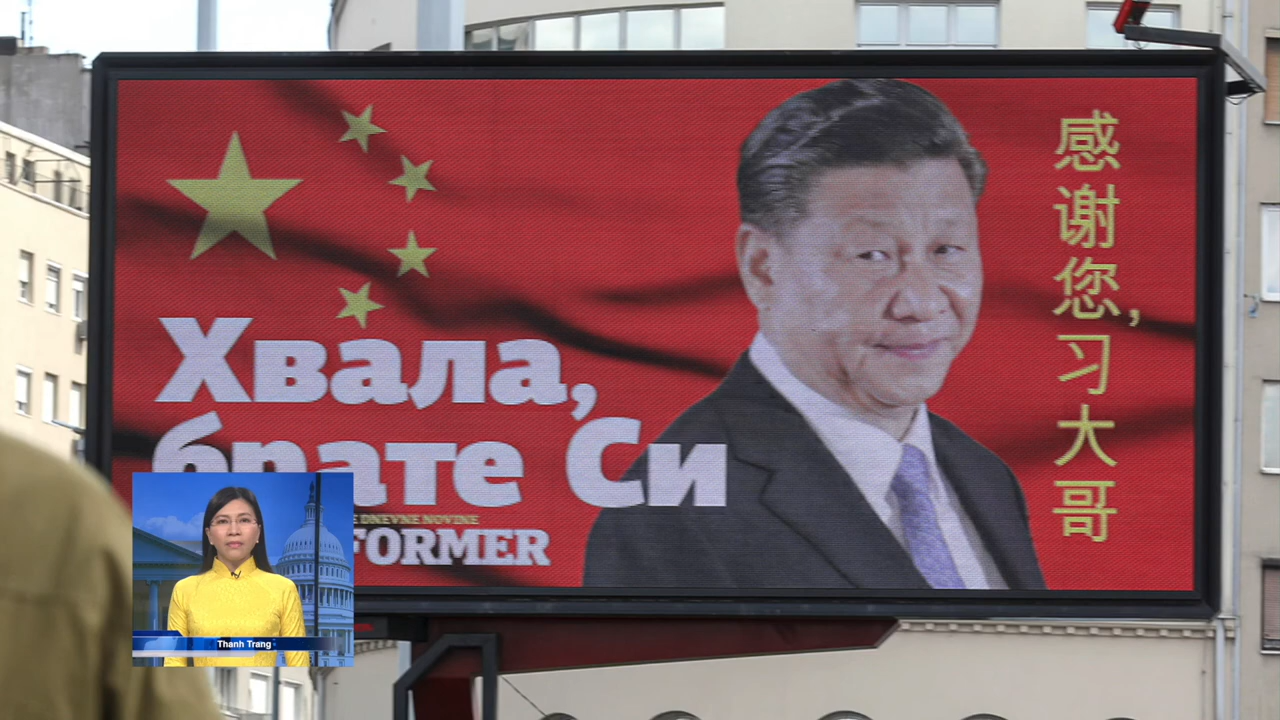 Хвала,
брате Си
E DNEVNE NOVINE
FORMER
感谢您,习大哥
Thanh Trang